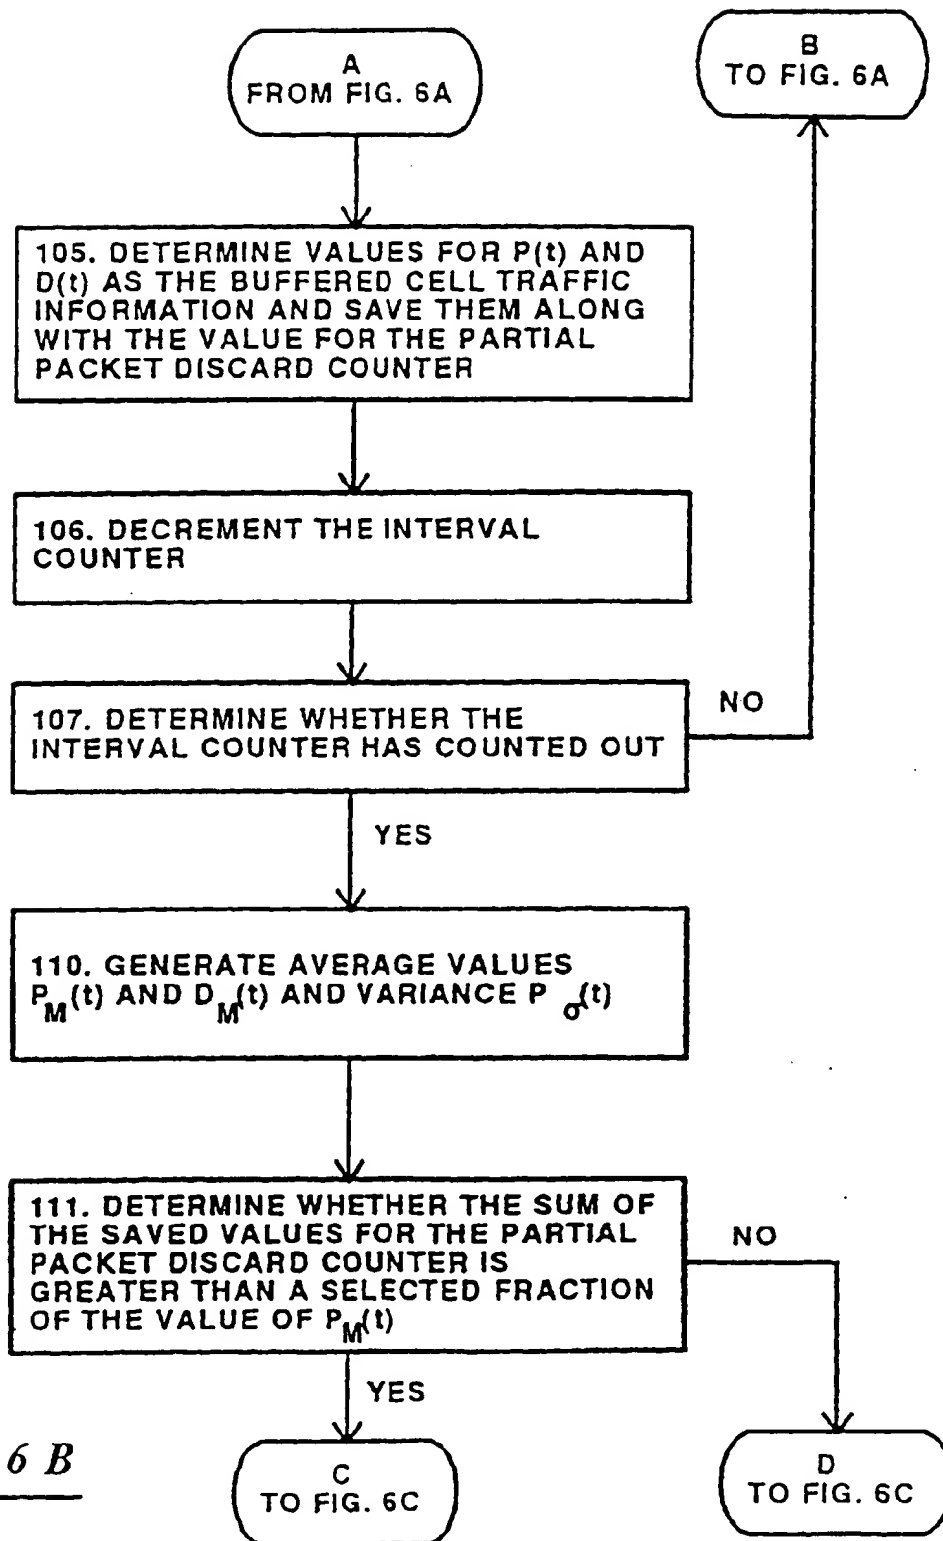 A
FROM FIG. 6A
B
TO FIG. 6A
105. DETERMINE VALUES FOR P(t) AND
D(t) AS THE BUFFERED CELL TRAFFIC
INFORMATION AND SAVE THEM ALONG
WITH THE VALUE FOR THE PARTIAL
PACKET DISCARD COUNTER
106. DECREMENT THE INTERVAL
COUNTER
107. DETERMINE WHETHER THE
INTERVAL COUNTER HAS COUNTED OUT
NO
YES
110. GENERATE AVERAGE VALUES
P_M(t) AND D_M(t) AND VARIANCE P_σ(t)
111. DETERMINE WHETHER THE SUM OF
THE SAVED VALUES FOR THE PARTIAL
PACKET DISCARD COUNTER IS
GREATER THAN A SELECTED FRACTION
OF THE VALUE OF P_M(t)
NO
YES
6 B
C
TO FIG. 6C
D
TO FIG. 6C